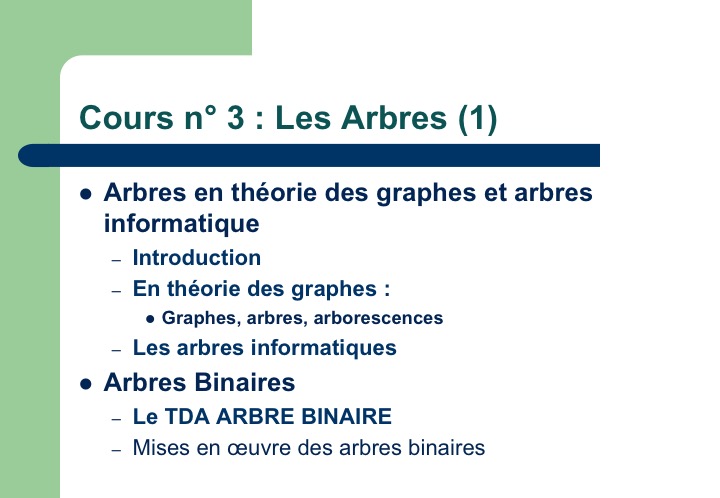 Cours n° 3 : Les Arbres (1)
● Arbres en théorie des graphes et arbres
informatique
– Introduction
– En théorie des graphes :
● Graphes, arbres, arborescences
– Les arbres informatiques
● Arbres Binaires
– Le TDA ARBRE BINAIRE
– Mises en œuvre des arbres binaires